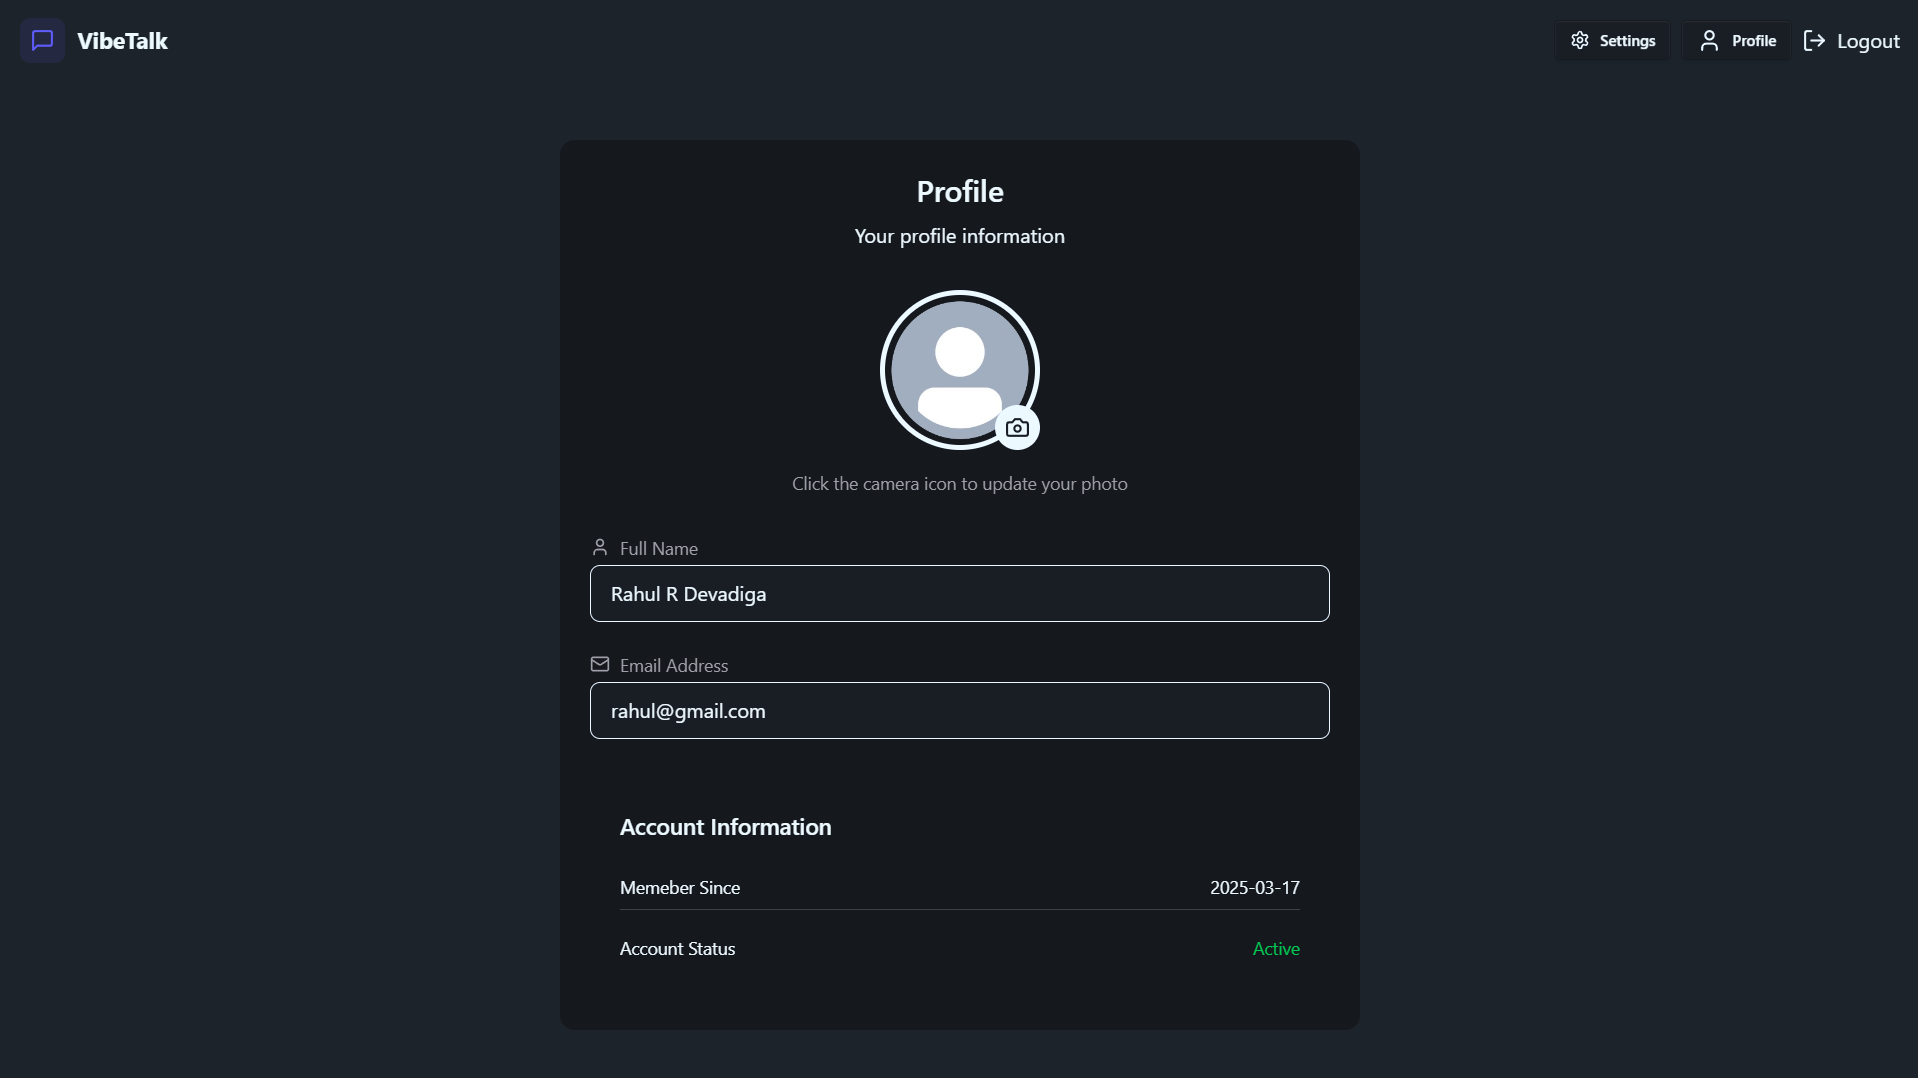 VibeTalk
Settings
Profile
Logout
Profile
Your profile information
Click the camera icon to update your photo
Full Name
Rahul R Devadiga
Email Address
rahul@gmail.com
Account Information
Memeber Since 2025-03-17
Account Status Active